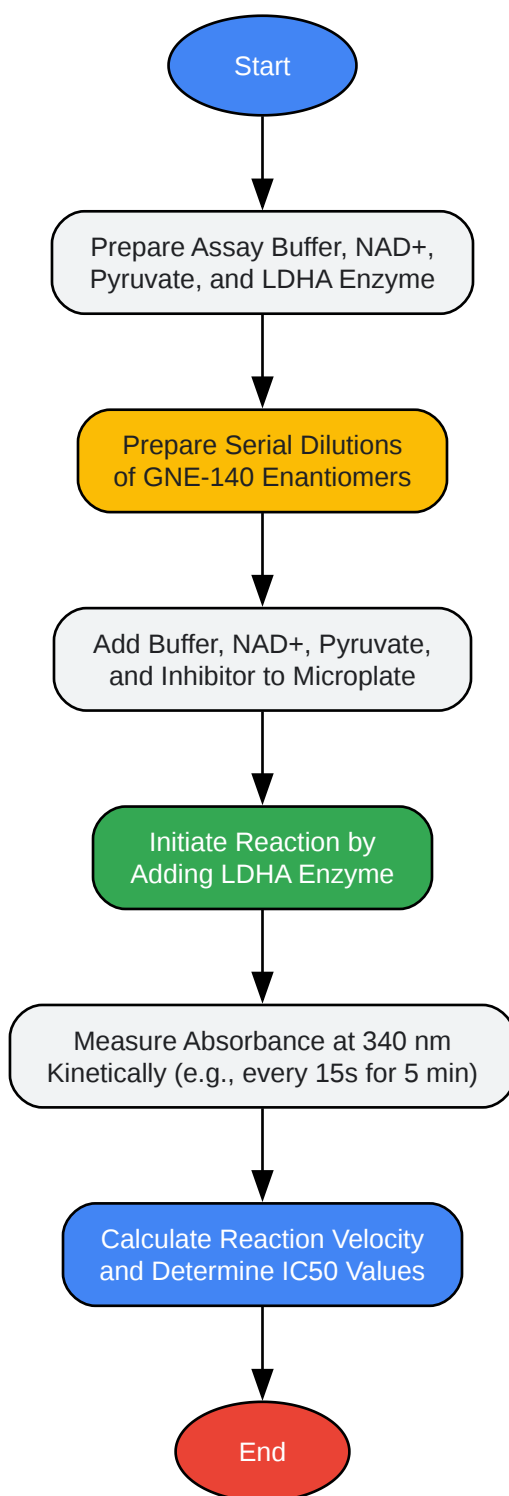 Start
Prepare Assay Buffer, NAD+,
Pyruvate, and LDHA Enzyme
Prepare Serial Dilutions
of GNE-140 Enantiomers
Add Buffer, NAD+, Pyruvate,
and Inhibitor to Microplate
Initiate Reaction by
Adding LDHA Enzyme
Measure Absorbance at 340 nm
Kinetically (e.g., every 15s for 5 min)
Calculate Reaction Velocity
and Determine IC50 Values
End